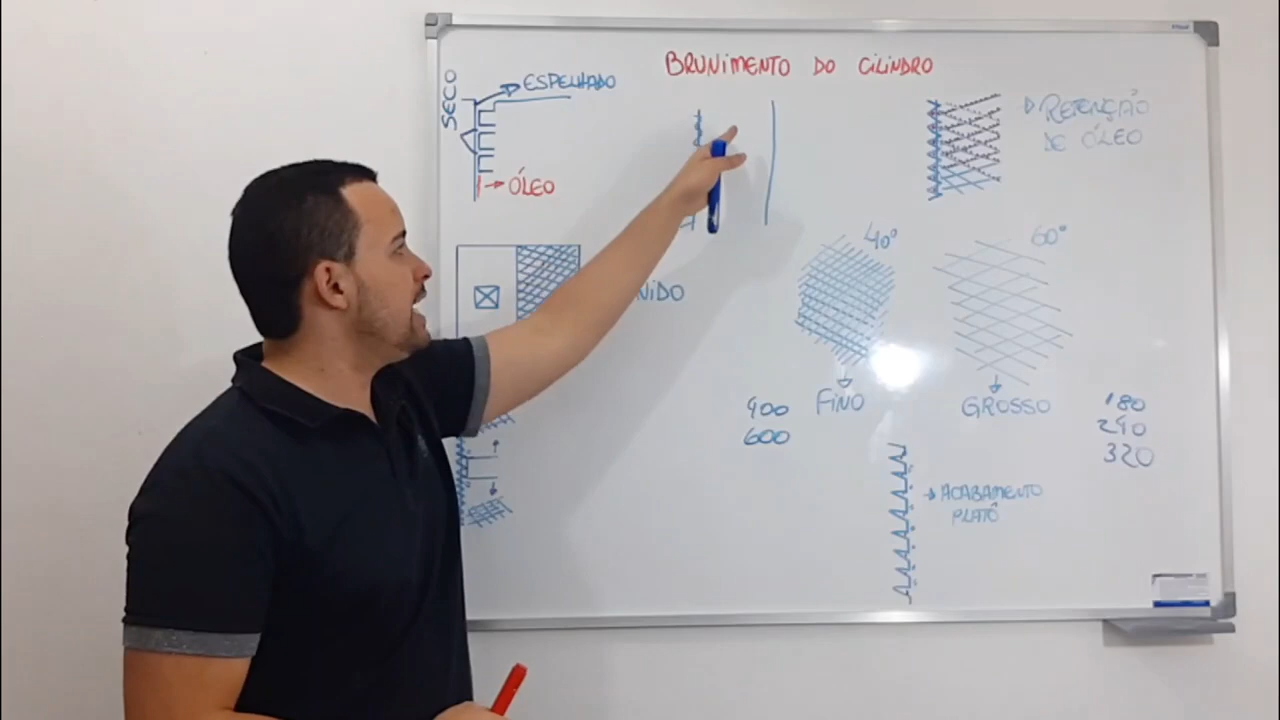 BRUNIMENTO DO CILINDRO
SECO
ESPELHADO
ÓLEO
RETENÇÃO
DE ÓLEO
40°
60°
FINO
GROSSO
400
600
180
240
320
ACABAMENTO
PLATÔ